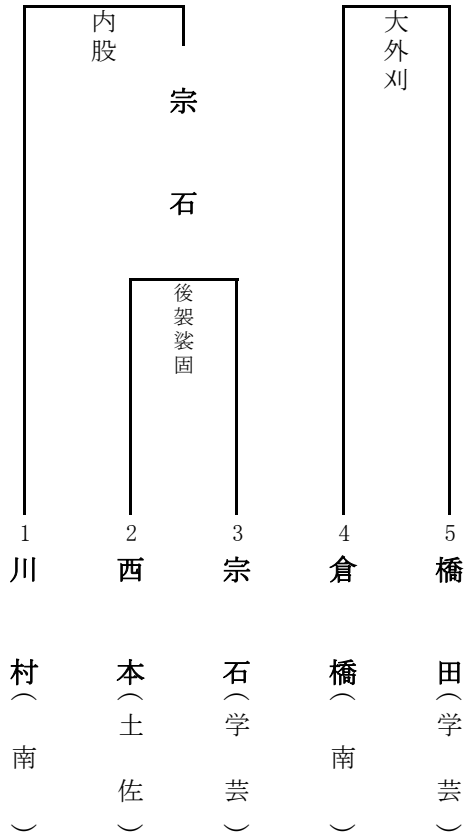 内股
大外刈
宗石
後袈裟固
1
2
3
4
5
川村(南)
西本(土佐)
宗石(学芸)
倉橋(南)
橋田(学芸)